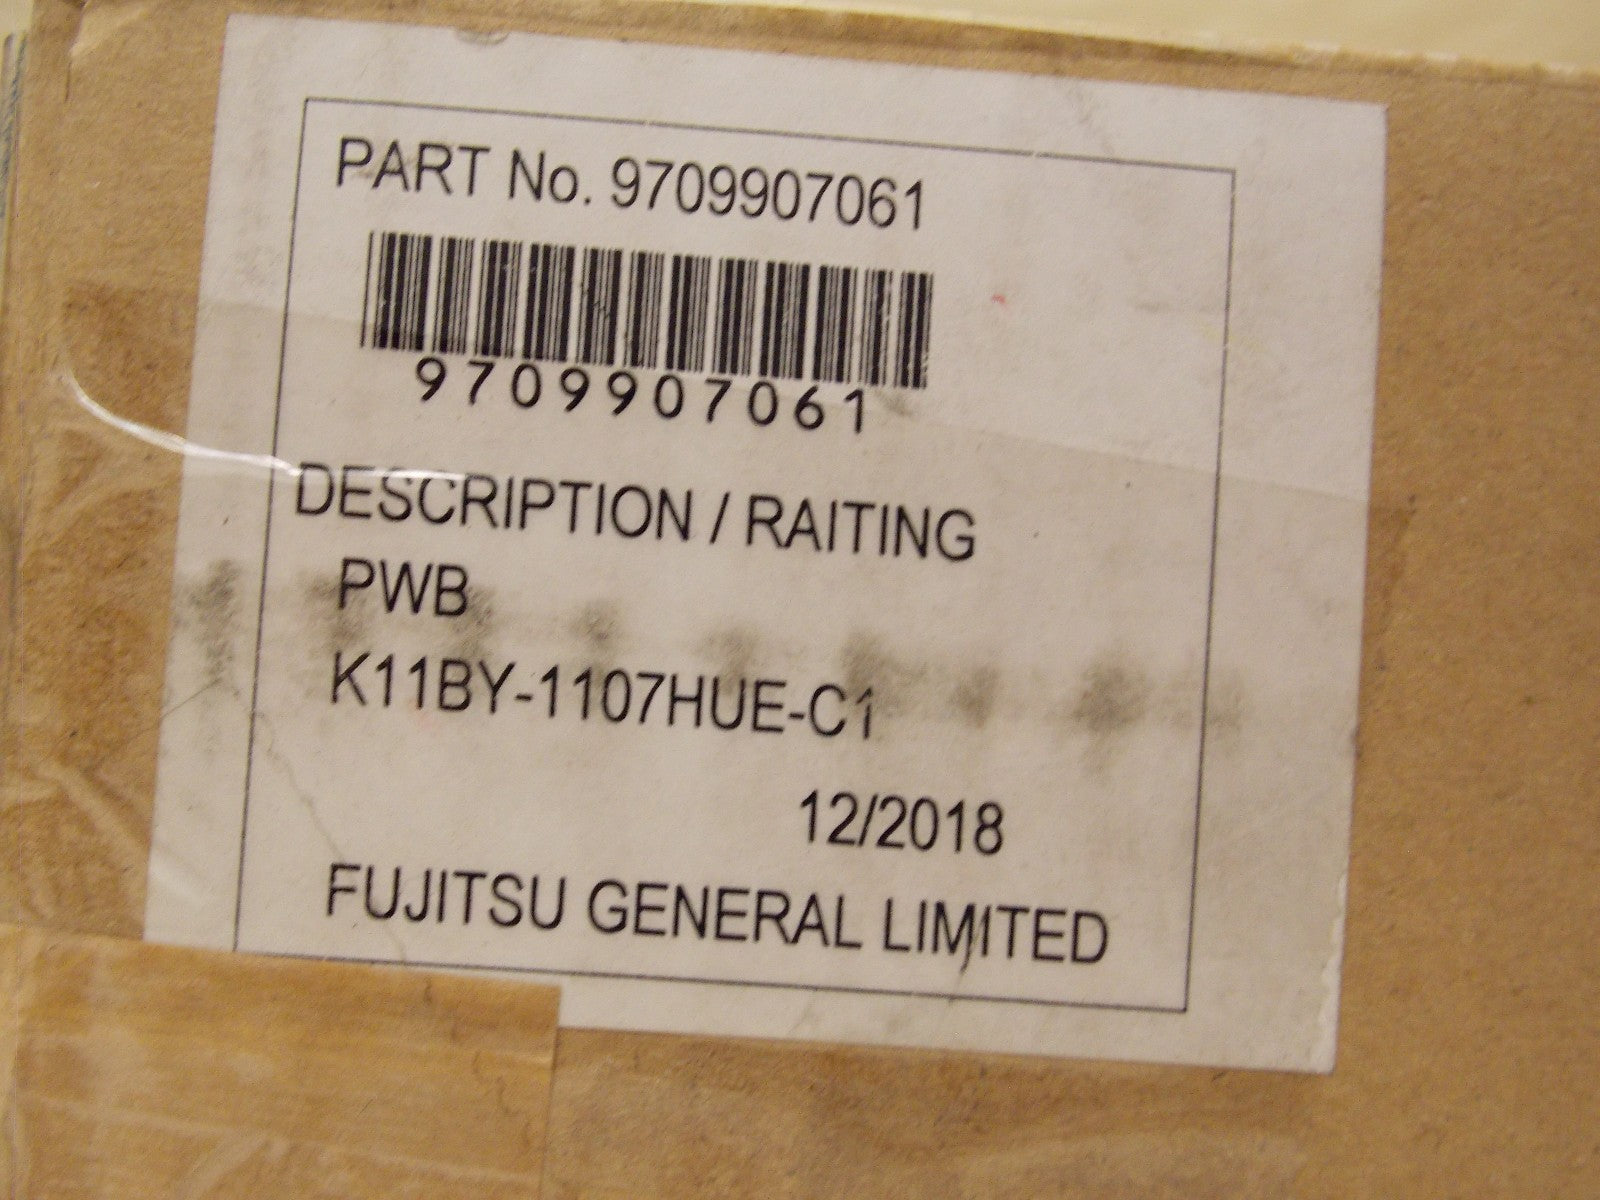 PART No. 9709907061
9709907061
DESCRIPTION / RAITING
PWB
K11BY-1107HUE-C1
12/2018
FUJITSU GENERAL LIMITED